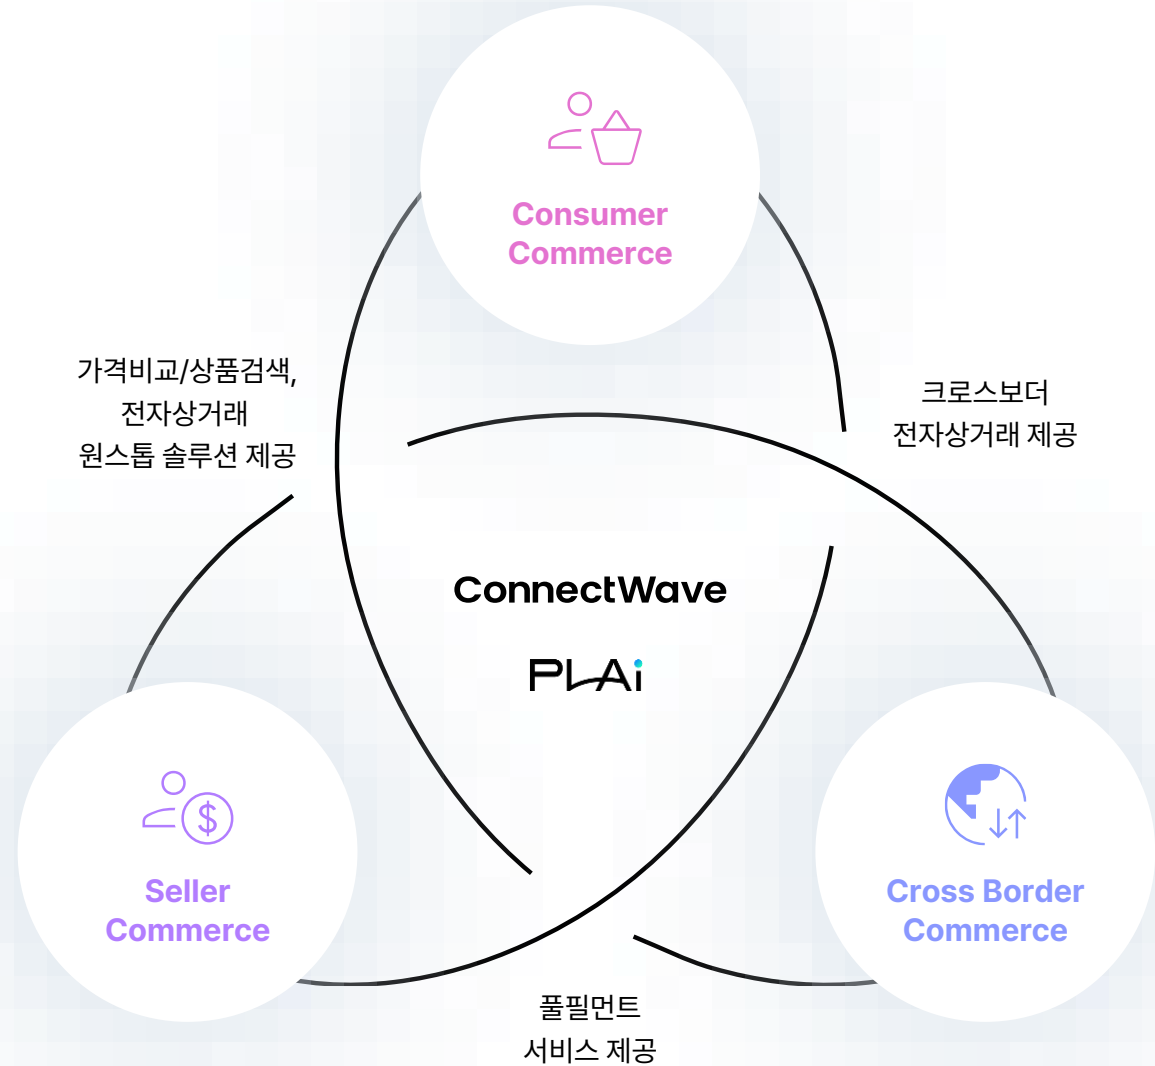 Consumer
Commerce
가격비교/상품검색,
전자상거래
원스톱 솔루션 제공
크로스보더
전자상거래 제공
ConnectWave
PLAi
$
Seller
Commerce
Cross Border
Commerce
풀필먼트
서비스 제공